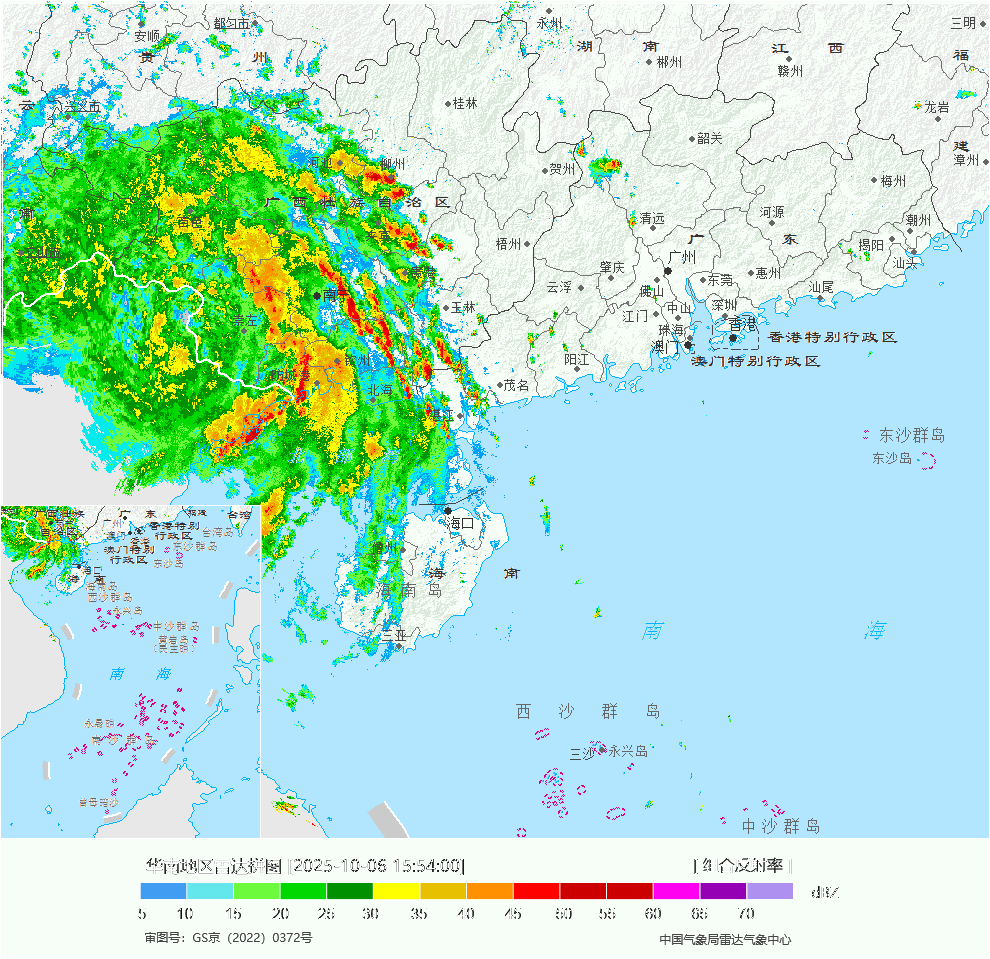 永州
三明
都匀市
安顺
湖 南
江 西
贵 州
郴州
赣州
福
云
桂林
龙岩
韶关
建
漳州
河池
柳州
贺州
梅州
广 西 壮 族 自 治 区
百色
清远
河源
潮州
梧州
广 东
揭阳
汕头
广州
肇庆
惠州
东莞
云浮
佛山
汕尾
南宁
玉林
中山
深圳
江门
崇左
珠海
香港
香港特别行政区
澳门
澳门特别行政区
钦州
阳江
防城港
茂名
北海
湛江
东沙群岛
东沙岛
海口
海 南
海 南 岛
三亚
南 海
西 沙 群 岛
三沙
永兴岛
中 沙 群 岛
广 东
福建
台湾
广州
香港特别
行政区
台湾岛
澳门特别
行政区
东沙群岛
东沙岛
海口
海 南
海南岛
西沙群岛
永兴岛
中沙群岛
黄岩岛
(民主礁)
南 海
永暑礁
南 沙 群 岛
曾母暗沙
华南地区雷达拼图 [2025-10-06 15:54:00]
[ 组合反射率 ]
dBZ
5 10 15 20 25 30 35 40 45 50 55 60 65 70
审图号：GS京（2022）0372号
中国气象局雷达气象中心